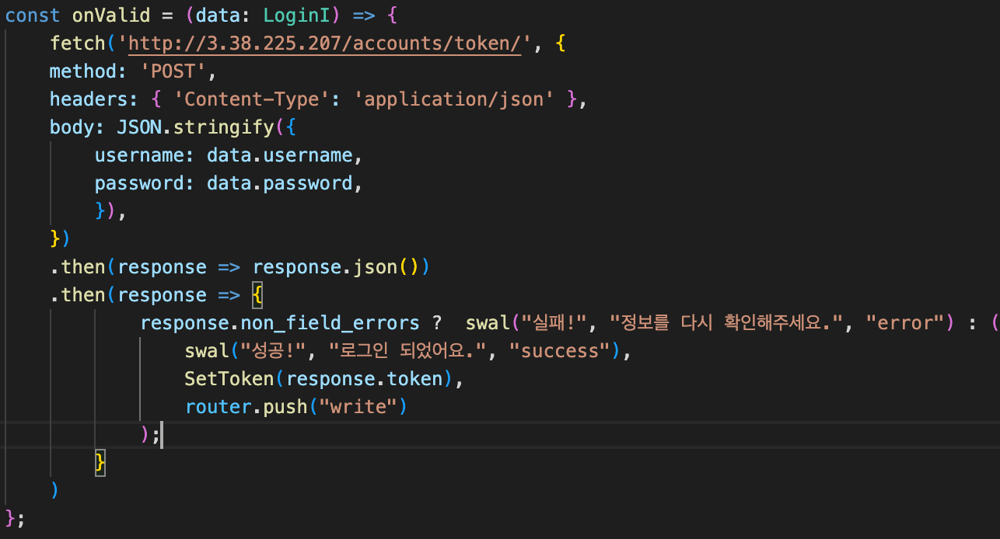 const onValid = (data: LoginI) => {
fetch('http://3.38.225.207/accounts/token/', {
method: 'POST',
headers: { 'Content-Type': 'application/json' },
body: JSON.stringify({
username: data.username,
password: data.password,
}),
})
.then(response => response.json())
.then(response => {
response.non_field_errors ?  swal("실패!", "정보를 다시 확인해주세요.", "error") : (
swal("성공!", "로그인 되었어요.", "success"),
SetToken(response.token),
router.push("write")
);
}
)
};